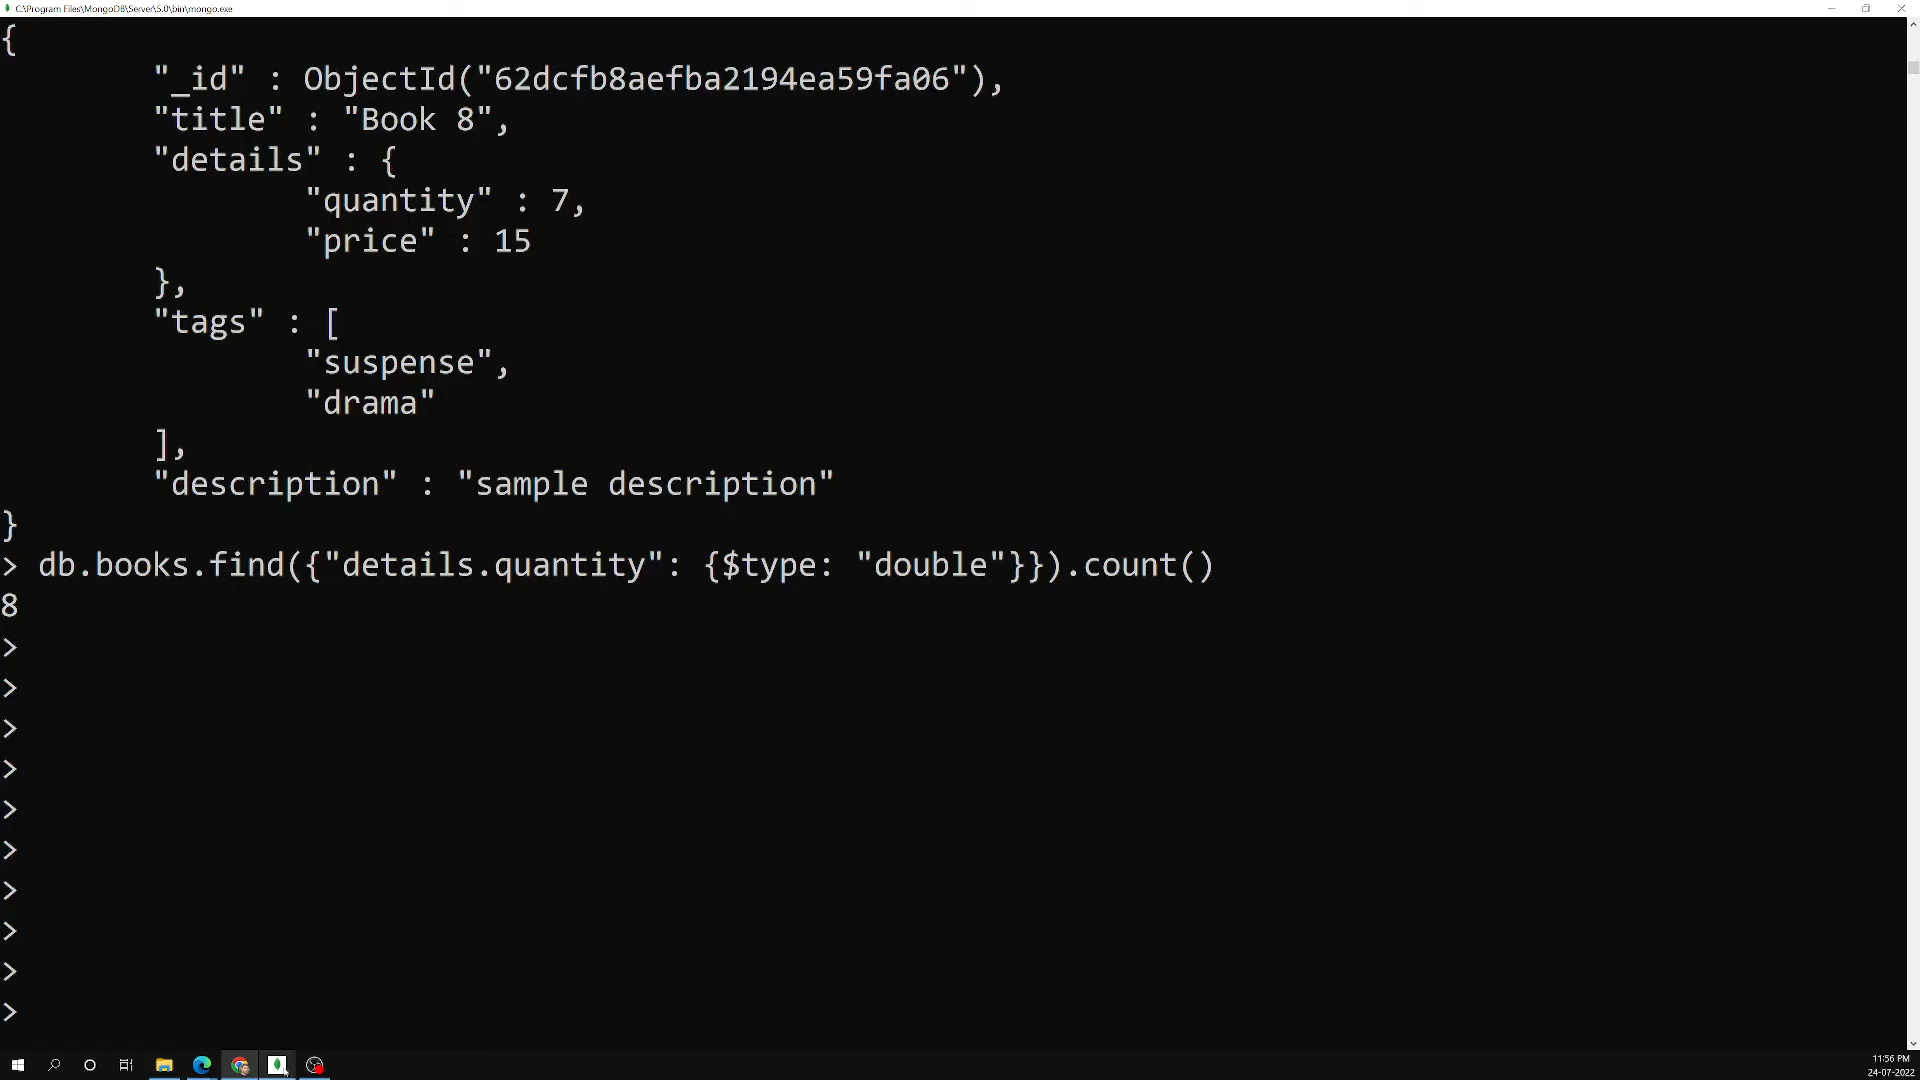 C:\Program Files\MongoDB\Server\5.0\bin\mongo.exe
{
"_id" : ObjectId("62dcfb8aefba2194ea59fa06"),
"title" : "Book 8",
"details" : {
"quantity" : 7,
"price" : 15
},
"tags" : [
"suspense",
"drama"
],
"description" : "sample description"
}
> db.books.find({"details.quantity": {$type: "double"}}).count()
8
>
>
>
>
>
>
>
>
>
>
11:56 PM
24-07-2022